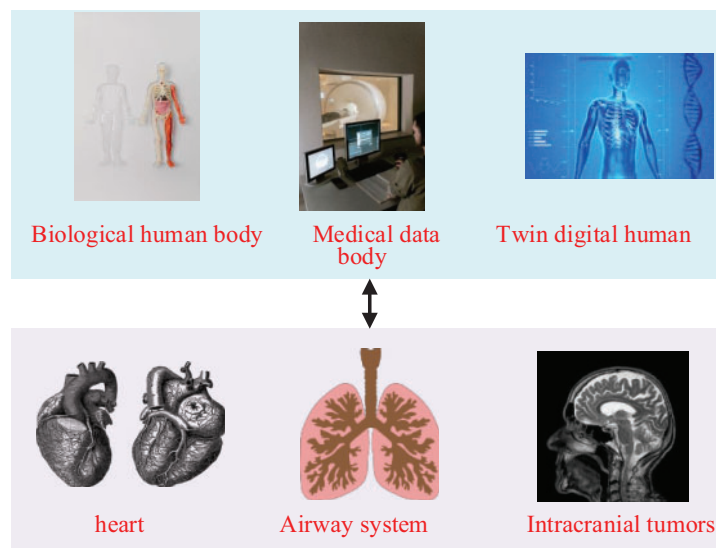 Biological human body
Medical data
body
Twin digital human
heart
Airway system
Intracranial tumors